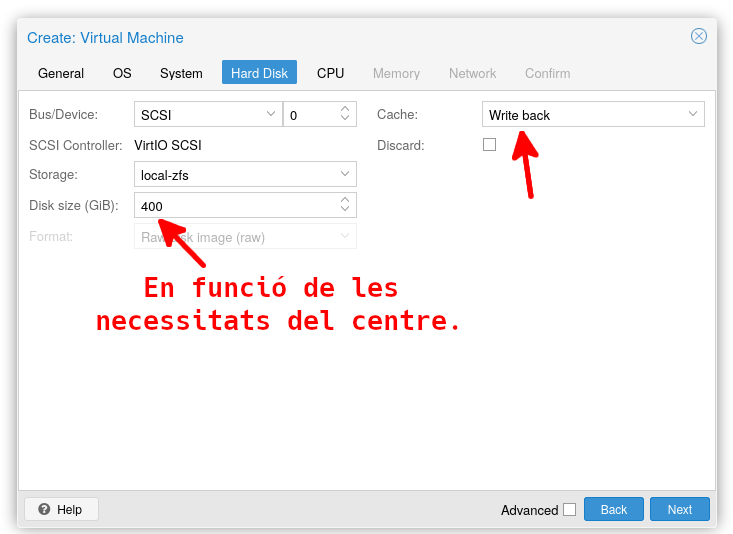 Create: Virtual Machine
General OS System Hard Disk CPU Memory Network Confirm
Bus/Device: SCSI 0 Cache: Write back
SCSI Controller: VirtIO SCSI Discard:
Storage: local-zfs
Disk size (GiB): 400
Format: Raw disk image (raw)
En funció de les
necessitats del centre.
Help Advanced Back Next